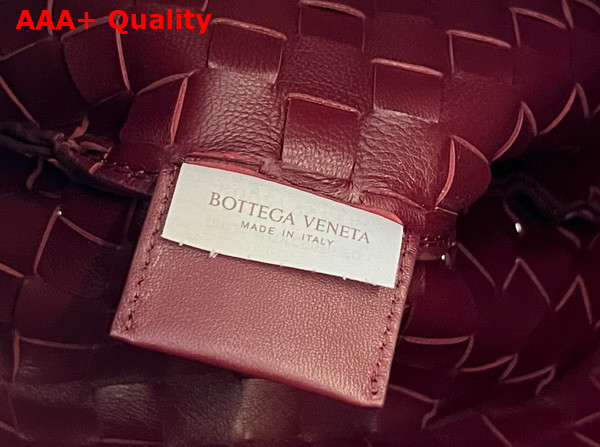 AAA+ Quality
BOTTEGA VENETA
MADE IN ITALY